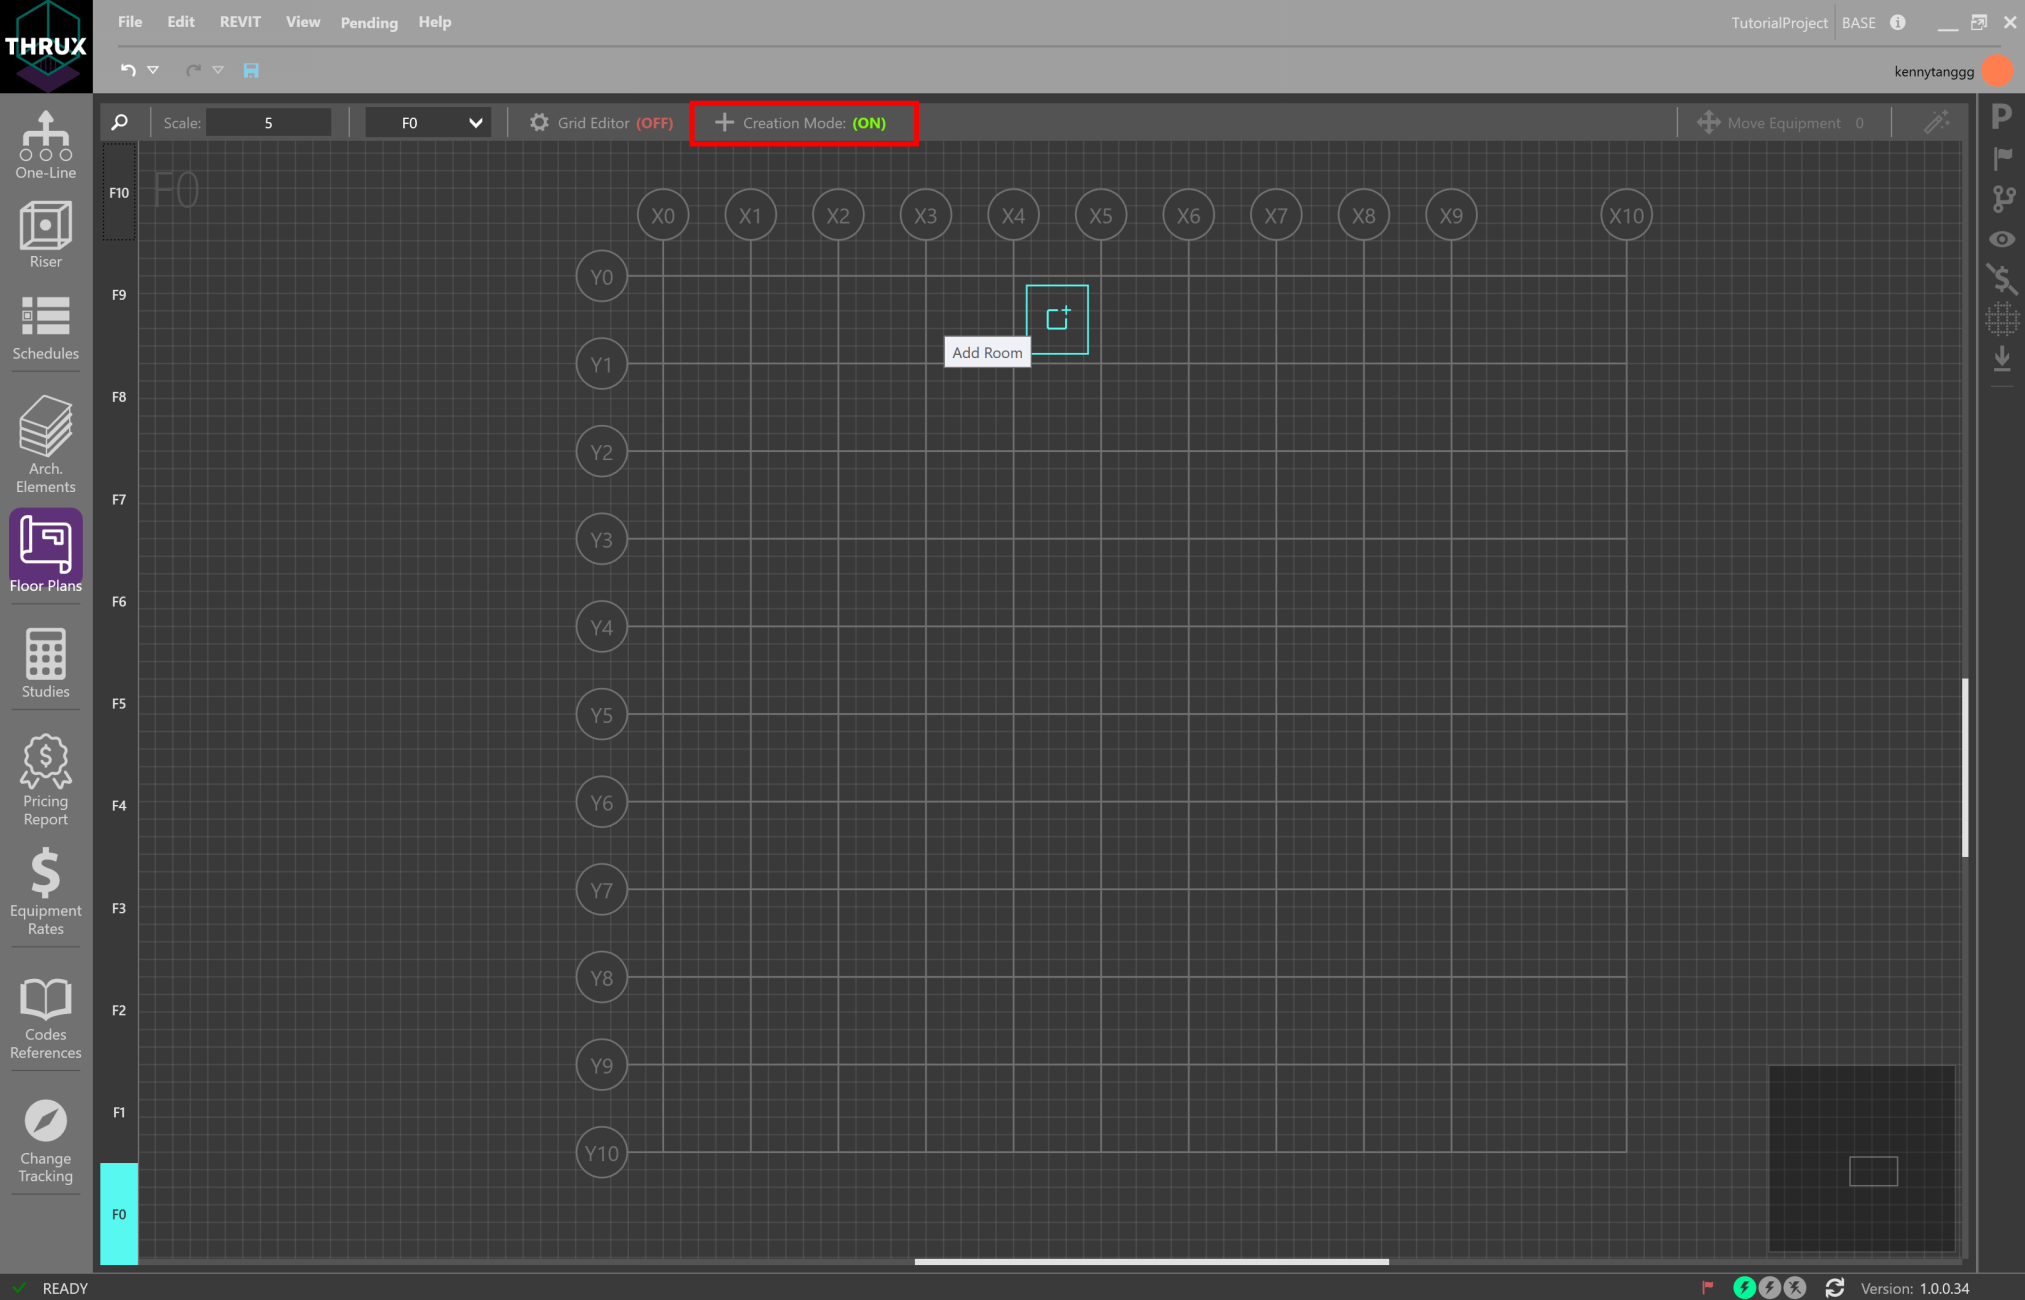 THRUX
File Edit REVIT View Pending Help
TutorialProject BASE
kennytanggg
Scale: 5 F0 Grid Editor (OFF) Creation Mode: (ON) Move Equipment 0
One-Line
Riser
Schedules
Arch.
Elements
Floor Plans
Studies
Pricing
Report
Equipment
Rates
Codes
References
Change
Tracking
F10
F9
F8
F7
F6
F5
F4
F3
F2
F1
F0
F0
X0 X1 X2 X3 X4 X5 X6 X7 X8 X9 X10
Y0
Y1
Y2
Y3
Y4
Y5
Y6
Y7
Y8
Y9
Y10
Add Room
P
READY
Version: 1.0.0.34